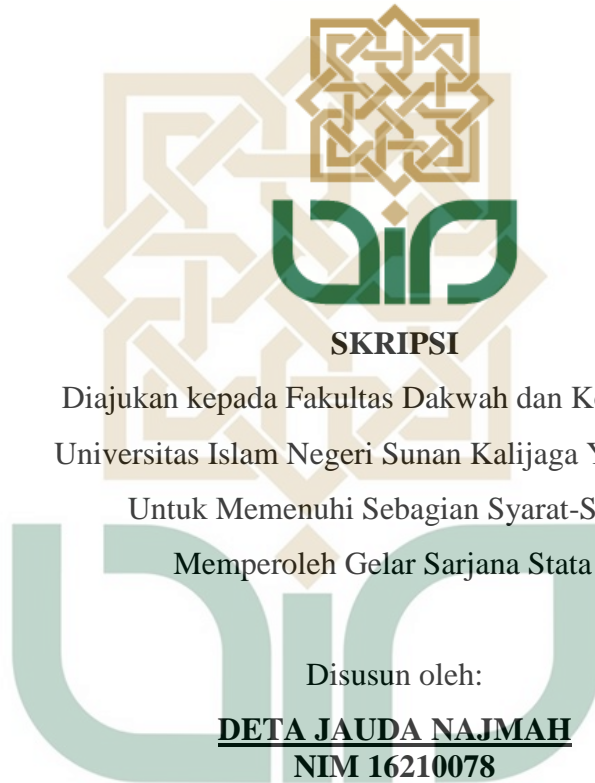 SKRIPSI
Diajukan kepada Fakultas Dakwah dan K
Universitas Islam Negeri Sunan Kalijaga Y
Untuk Memenuhi Sebagian Syarat-S
Memperoleh Gelar Sarjana Stata
Disusun oleh:
DETA JAUDA NAJMAH
NIM 16210078